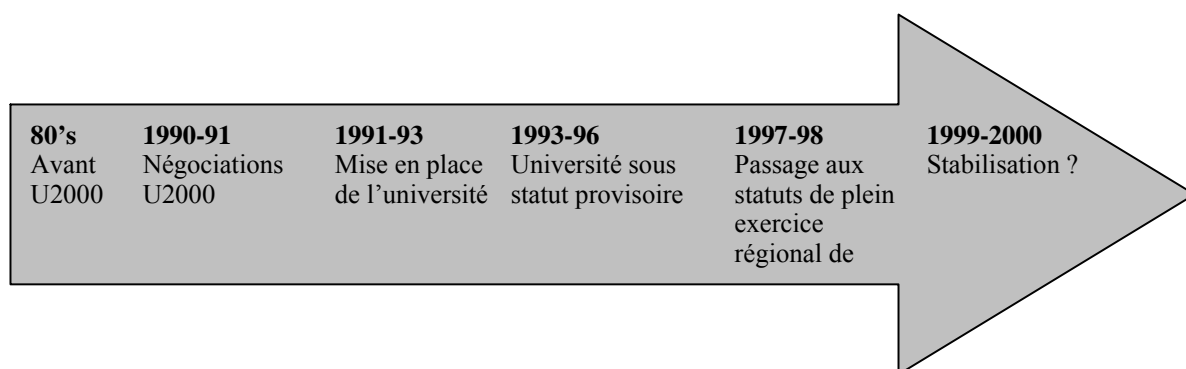 80’s
Avant
U2000
1990-91
Négociations
U2000
1991-93
Mise en place
de l’université
1993-96
Université sous
statut provisoire
1997-98
Passage aux
statuts de plein
exercice
régional de
1999-2000
Stabilisation ?